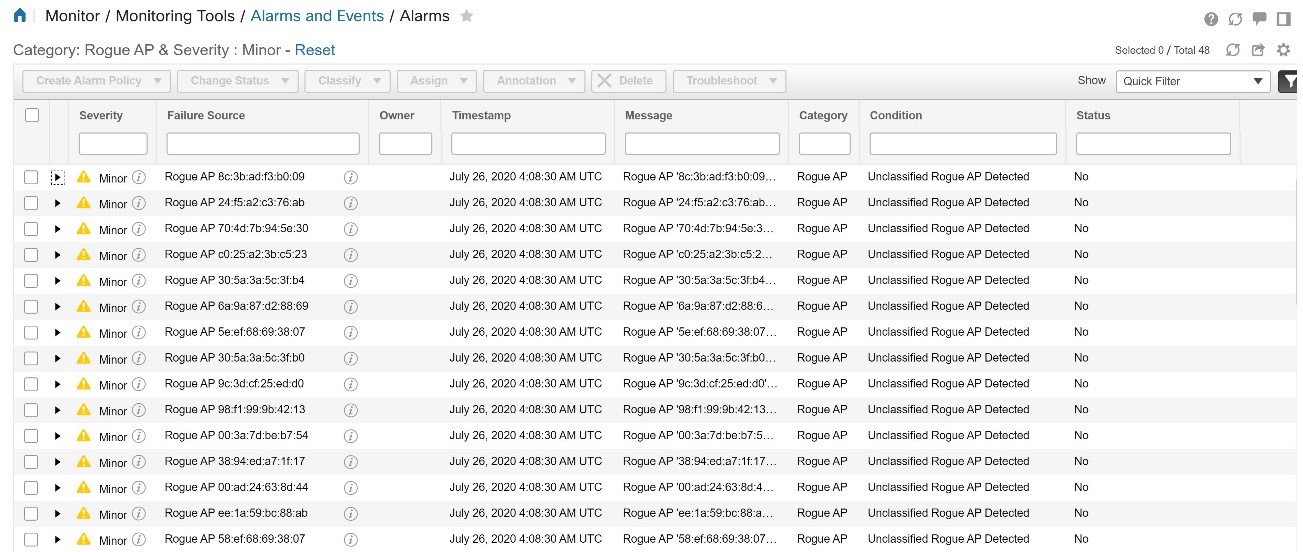 Monitor / Monitoring Tools / Alarms and Events / Alarms
Category: Rogue AP & Severity : Minor - Reset
Selected 0 / Total 48
Create Alarm Policy Change Status Classify Assign Annotation Delete Troubleshoot Show Quick Filter
Severity Failure Source Owner Timestamp Message Category Condition Status
Minor Rogue AP 8c:3b:ad:f3:b0:09 July 26, 2020 4:08:30 AM UTC Rogue AP '8c:3b:ad:f3:b0:09... Rogue AP Unclassified Rogue AP Detected No
Minor Rogue AP 24:f5:a2:c3:76:ab July 26, 2020 4:08:30 AM UTC Rogue AP '24:f5:a2:c3:76:ab... Rogue AP Unclassified Rogue AP Detected No
Minor Rogue AP 70:4d:7b:94:5e:30 July 26, 2020 4:08:30 AM UTC Rogue AP '70:4d:7b:94:5e:3... Rogue AP Unclassified Rogue AP Detected No
Minor Rogue AP c0:25:a2:3b:c5:23 July 26, 2020 4:08:30 AM UTC Rogue AP 'c0:25:a2:3b:c5:2... Rogue AP Unclassified Rogue AP Detected No
Minor Rogue AP 30:5a:3a:5c:3f:b4 July 26, 2020 4:08:30 AM UTC Rogue AP '30:5a:3a:5c:3f:b4... Rogue AP Unclassified Rogue AP Detected No
Minor Rogue AP 6a:9a:87:d2:88:69 July 26, 2020 4:08:30 AM UTC Rogue AP '6a:9a:87:d2:88:6... Rogue AP Unclassified Rogue AP Detected No
Minor Rogue AP 5e:ef:68:69:38:07 July 26, 2020 4:08:30 AM UTC Rogue AP '5e:ef:68:69:38:07... Rogue AP Unclassified Rogue AP Detected No
Minor Rogue AP 30:5a:3a:5c:3f:b0 July 26, 2020 4:08:30 AM UTC Rogue AP '30:5a:3a:5c:3f:b0... Rogue AP Unclassified Rogue AP Detected No
Minor Rogue AP 9c:3d:cf:25:ed:d0 July 26, 2020 4:08:30 AM UTC Rogue AP '9c:3d:cf:25:ed:d0'... Rogue AP Unclassified Rogue AP Detected No
Minor Rogue AP 98:f1:99:9b:42:13 July 26, 2020 4:08:30 AM UTC Rogue AP '98:f1:99:9b:42:13... Rogue AP Unclassified Rogue AP Detected No
Minor Rogue AP 00:3a:7d:be:b7:54 July 26, 2020 4:08:30 AM UTC Rogue AP '00:3a:7d:be:b7:5... Rogue AP Unclassified Rogue AP Detected No
Minor Rogue AP 38:94:ed:a7:1f:17 July 26, 2020 4:08:30 AM UTC Rogue AP '38:94:ed:a7:1f:17... Rogue AP Unclassified Rogue AP Detected No
Minor Rogue AP 00:ad:24:63:8d:44 July 26, 2020 4:08:30 AM UTC Rogue AP '00:ad:24:63:8d:4... Rogue AP Unclassified Rogue AP Detected No
Minor Rogue AP ee:1a:59:bc:88:ab July 26, 2020 4:08:30 AM UTC Rogue AP 'ee:1a:59:bc:88:a... Rogue AP Unclassified Rogue AP Detected No
Minor Rogue AP 58:ef:68:69:38:07 July 26, 2020 4:08:30 AM UTC Rogue AP '58:ef:68:69:38:07... Rogue AP Unclassified Rogue AP Detected No